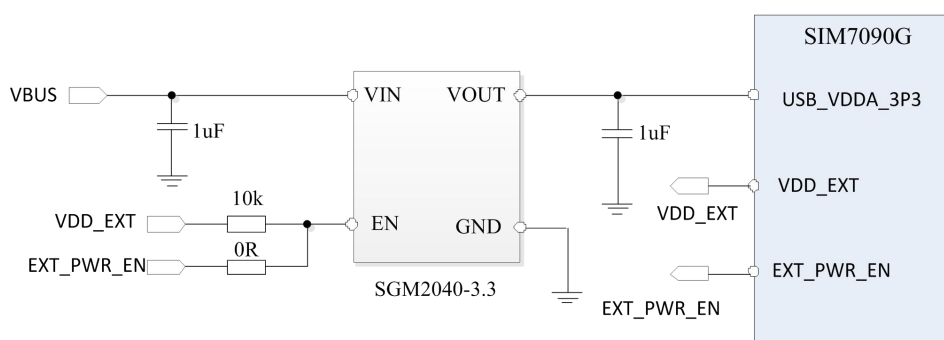 SIM7090G
VBUS
VIN
VOUT
USB_VDDA_3P3
1uF
1uF
VDD_EXT
10k
VDD_EXT
EN
GND
VDD_EXT
0R
EXT_PWR_EN
EXT_PWR_EN
SGM2040-3.3
EXT_PWR_EN